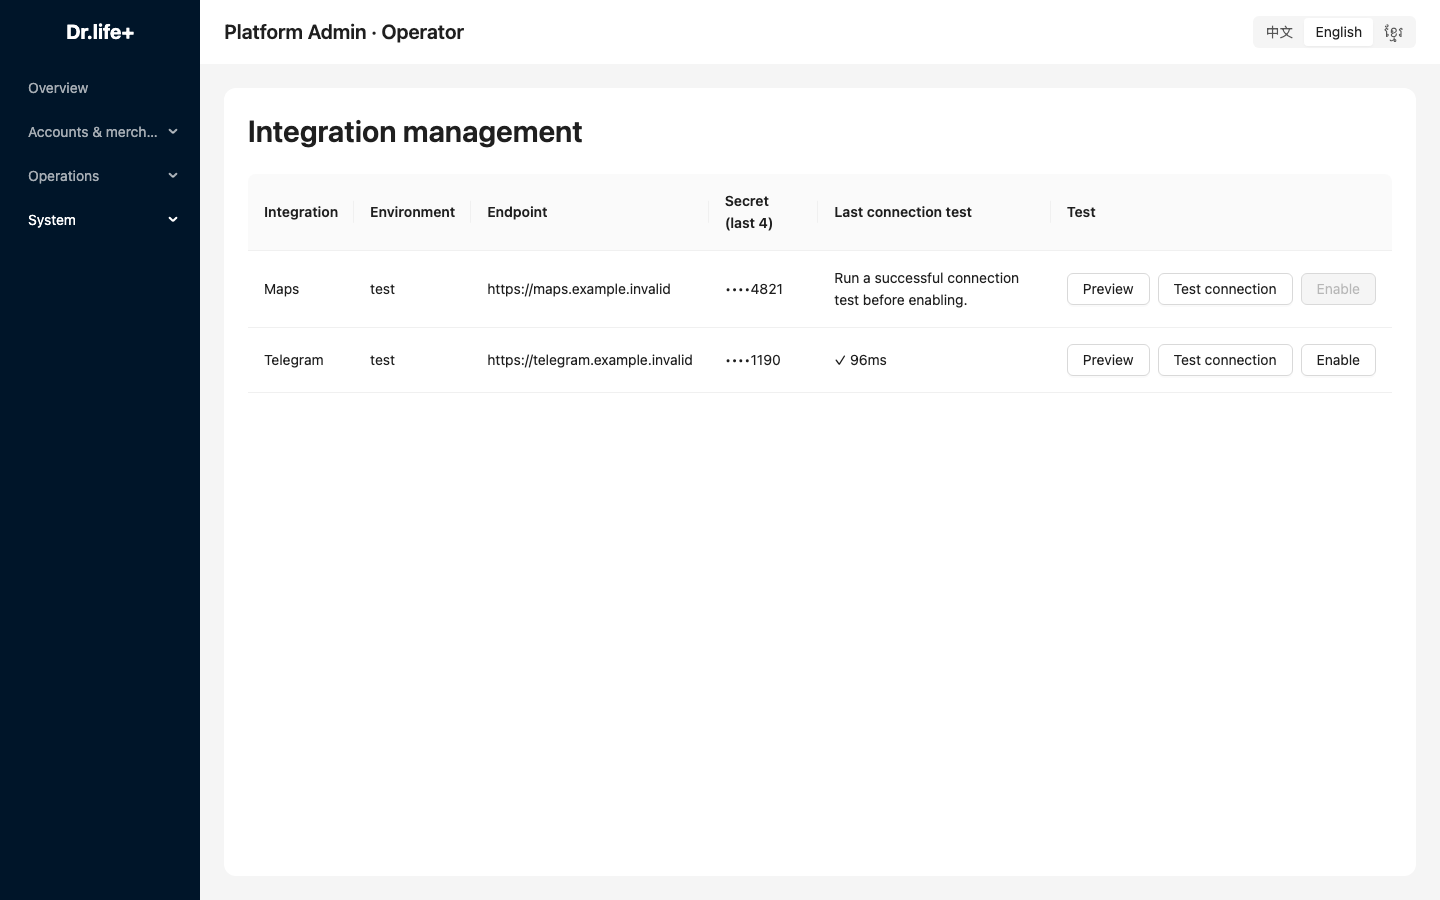 Dr.life+
Platform Admin · Operator
中文
English
ខ្មែរ
Overview
Accounts & merch...
Operations
System
Integration management
Integration
Environment
Endpoint
Secret
(last 4)
Last connection test
Test
Maps
test
https://maps.example.invalid
••••4821
Run a successful connection
test before enabling.
Preview
Test connection
Enable
Telegram
test
https://telegram.example.invalid
••••1190
✓ 96ms
Preview
Test connection
Enable